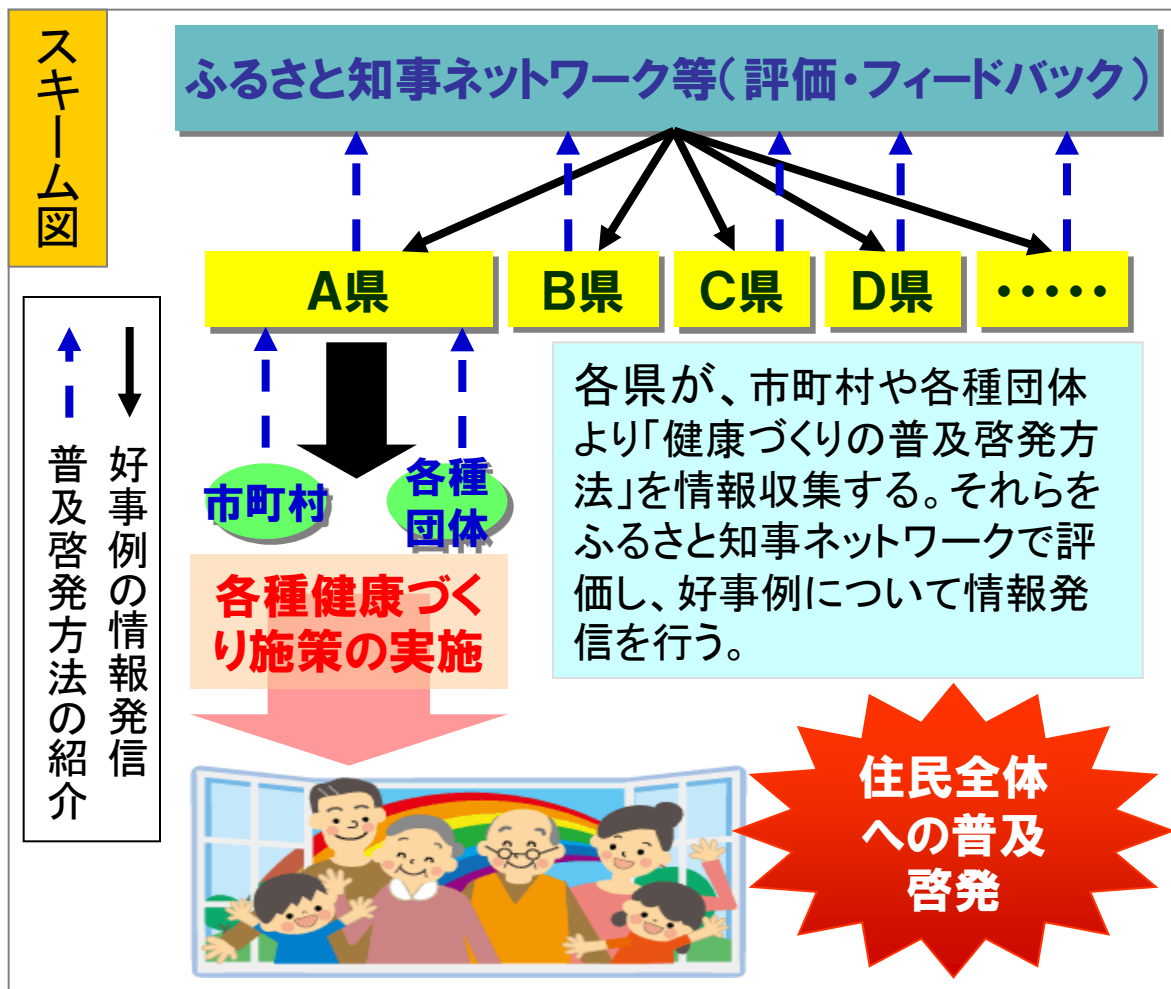 スキーム図
ふるさと知事ネットワーク等(評価・フィードバック)
A県
B県
C県
D県
・・・・・
好事例の情報発信
普及啓発方法の紹介
市町村
各種
団体
各県が、市町村や各種団体
より「健康づくりの普及啓発方
法」を情報収集する。それらを
ふるさと知事ネットワークで評
価し、好事例について情報発
信を行う。
各種健康づく
り施策の実施
住民全体
への普及
啓発